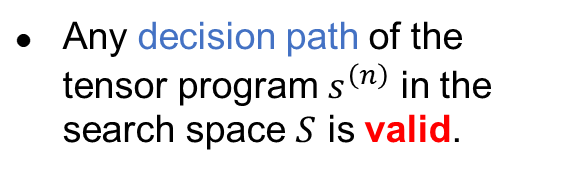 • Any decision path of the
tensor program s⁽ⁿ⁾ in the
search space S is valid.